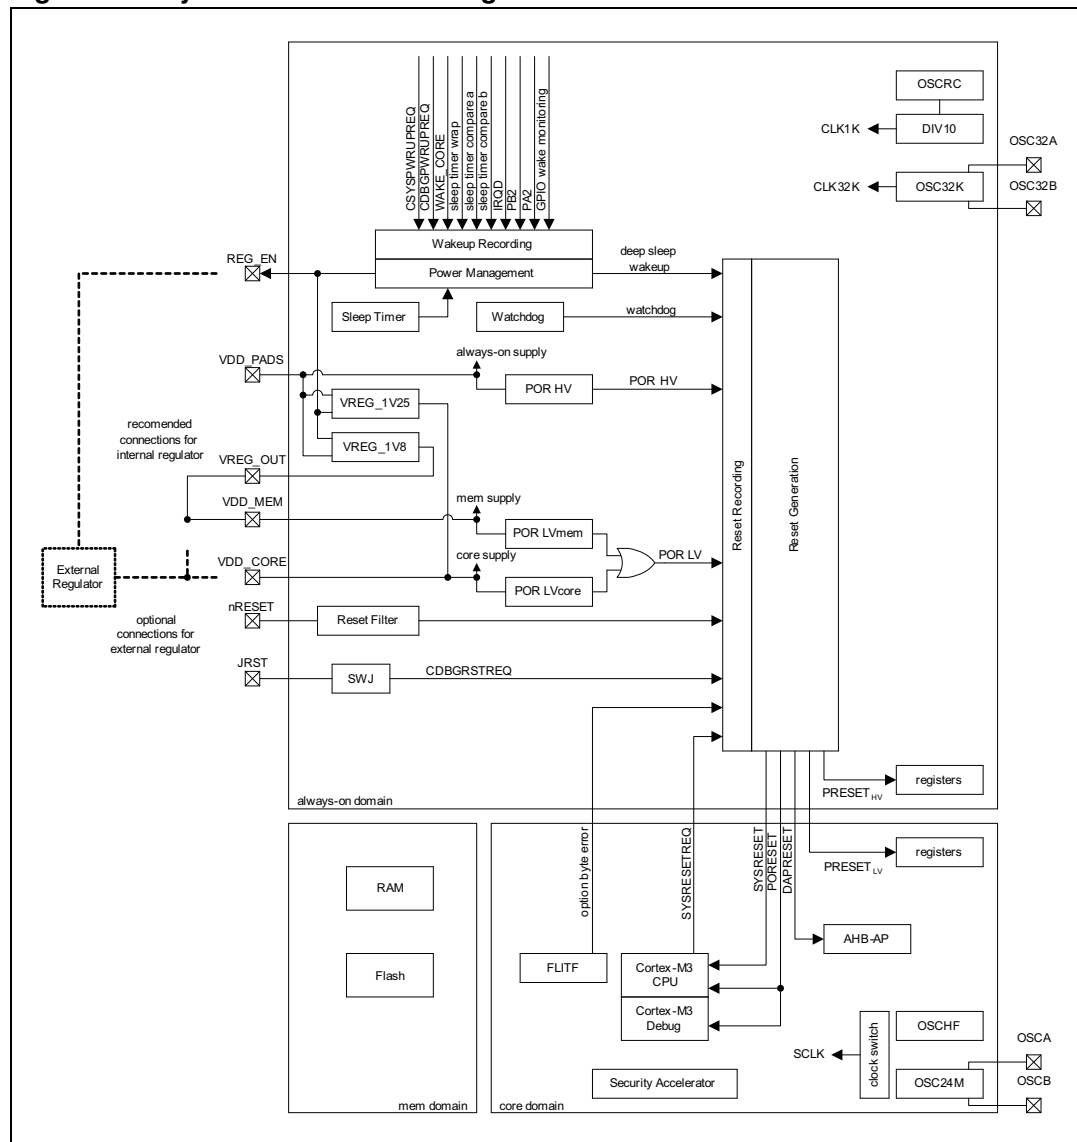 CSYSPWRUPREQ
CDBGPWRUPREQ
WAKE_CORE
sleep timer wrap
sleep timer compare a
sleep timer compare b
IRQD
PB2
PA2
GPIO wake monitoring
OSCRC
CLK1K
DIV10
OSC32A
CLK32K
OSC32K
OSC32B
Wakeup Recording
REG_EN
Power Management
deep sleep
wakeup
Sleep Timer
Watchdog
watchdog
VDD_PADS
always-on supply
POR HV
POR HV
VREG_1V25
recomended
connections for
internal regulator
VREG_1V8
VREG_OUT
VDD_MEM
mem supply
POR LVmem
Reset Recording
Reset Generation
External
Regulator
VDD_CORE
core supply
POR LV
POR LVcore
nRESET
Reset Filter
optional
connections for
external regulator
JRST
SWJ
CDBGRSTREQ
registers
PRESET HV
always-on domain
option byte error
SYSRESETREQ
SYSRESET
PORESET
DAPRESET
registers
PRESET LV
RAM
AHB-AP
Flash
FLITF
Cortex-M3
CPU
Cortex-M3
Debug
OSCHF
SCLK
clock switch
OSCA
OSC24M
OSCB
Security Accelerator
mem domain
core domain